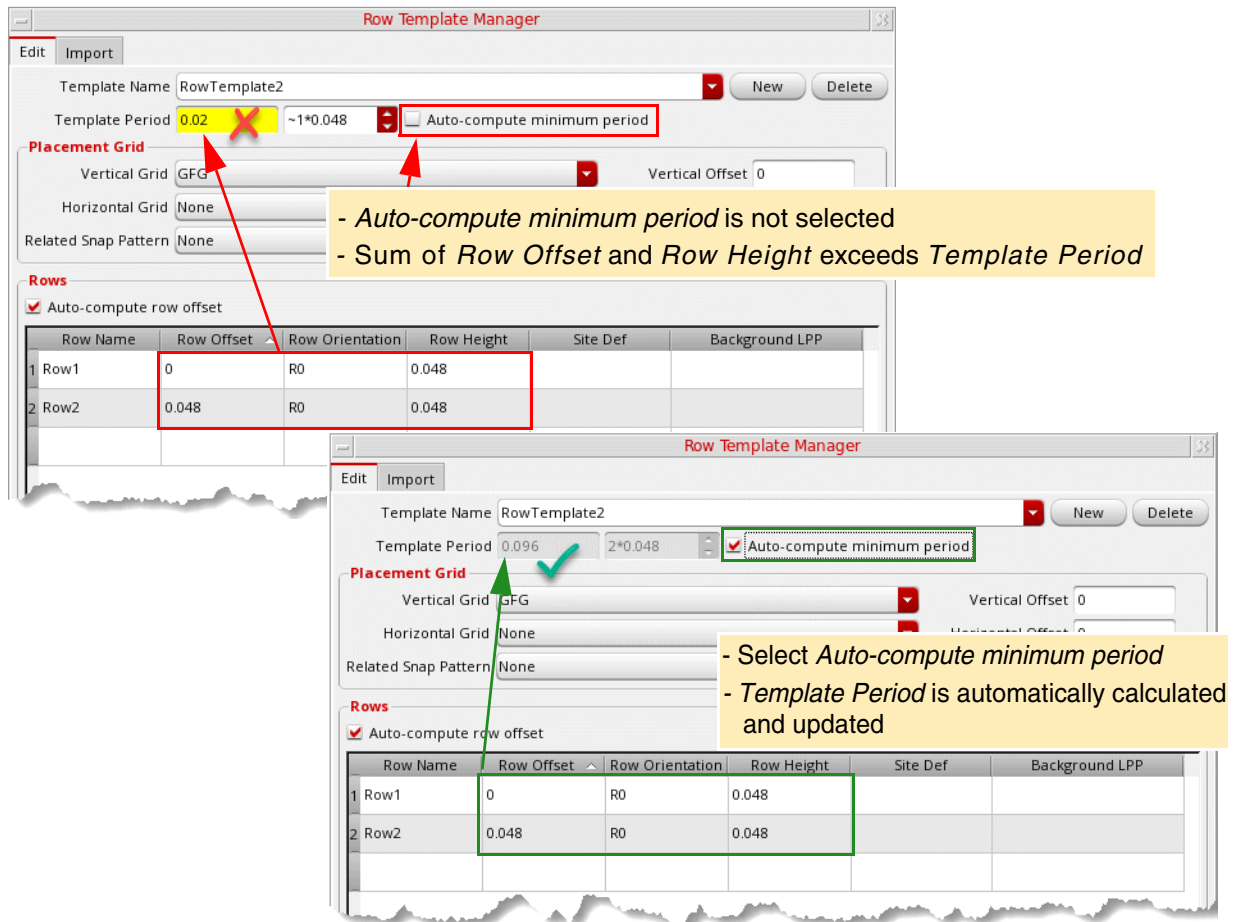 Row Template Manager
Edit Import
Template Name RowTemplate2 New Delete
Template Period 0.02 ~1*0.048 Auto-compute minimum period
Placement Grid
Vertical Grid GFG Vertical Offset 0
Horizontal Grid None
Related Snap Pattern None
- Auto-compute minimum period is not selected
- Sum of Row Offset and Row Height exceeds Template Period
Rows
Auto-compute row offset
Row Name Row Offset Row Orientation Row Height Site Def Background LPP
1 Row1 0 R0 0.048
2 Row2 0.048 R0 0.048
Row Template Manager
Edit Import
Template Name RowTemplate2 New Delete
Template Period 0.096 2*0.048 Auto-compute minimum period
Placement Grid
Vertical Grid GFG Vertical Offset 0
Horizontal Grid None Horizontal Offset 0
Related Snap Pattern None
- Select Auto-compute minimum period
- Template Period is automatically calculated
and updated
Rows
Auto-compute row offset
Row Name Row Offset Row Orientation Row Height Site Def Background LPP
1 Row1 0 R0 0.048
2 Row2 0.048 R0 0.048